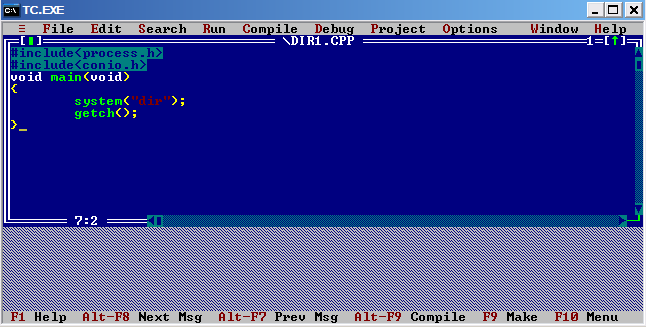 C:\ TC.EXE
≡ File Edit Search Run Compile Debug Project Options Window Help
[▮] \DIR1.CPP 1=[↑]
#include<process.h>
#include<conio.h>
void main(void)
{
system("dir");
getch();
}_
7:2
F1 Help Alt-F8 Next Msg Alt-F7 Prev Msg Alt-F9 Compile F9 Make F10 Menu